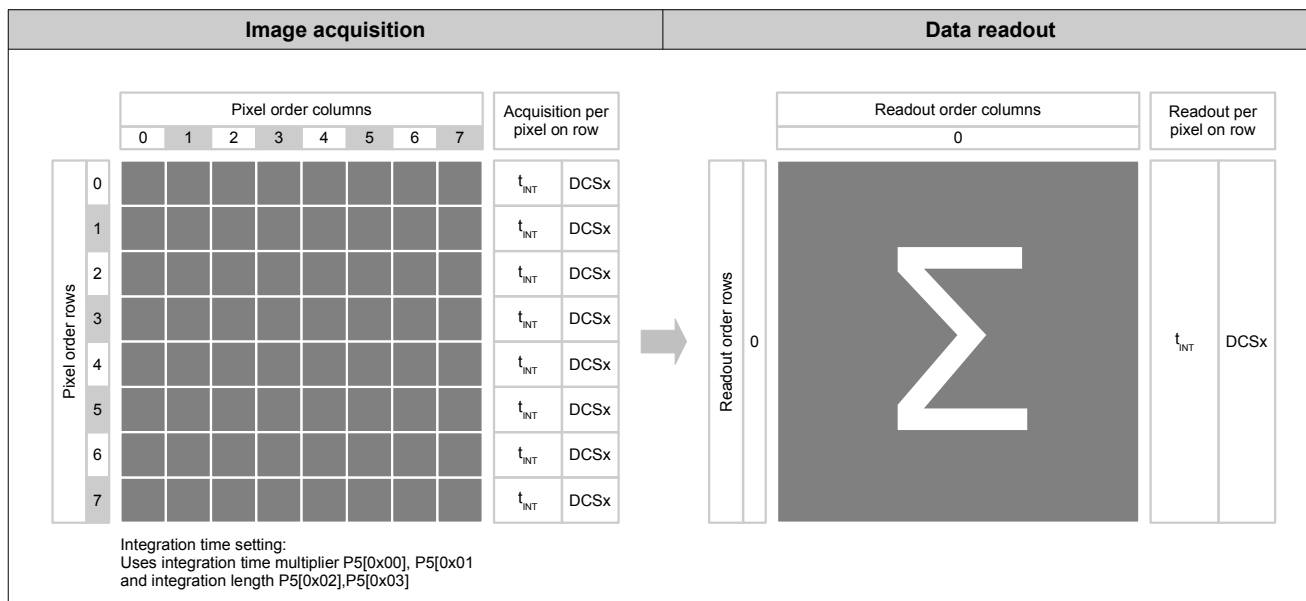 Image acquisition
Data readout
Pixel order columns
0 1 2 3 4 5 6 7
Acquisition per
pixel on row
Pixel order rows
0 tINT DCSx
1 tINT DCSx
2 tINT DCSx
3 tINT DCSx
4 tINT DCSx
5 tINT DCSx
6 tINT DCSx
7 tINT DCSx
Integration time setting:
Uses integration time multiplier P5[0x00], P5[0x01
and integration length P5[0x02],P5[0x03]
Readout order columns
0
Readout per
pixel on row
Readout order rows
0
Σ
tINT DCSx